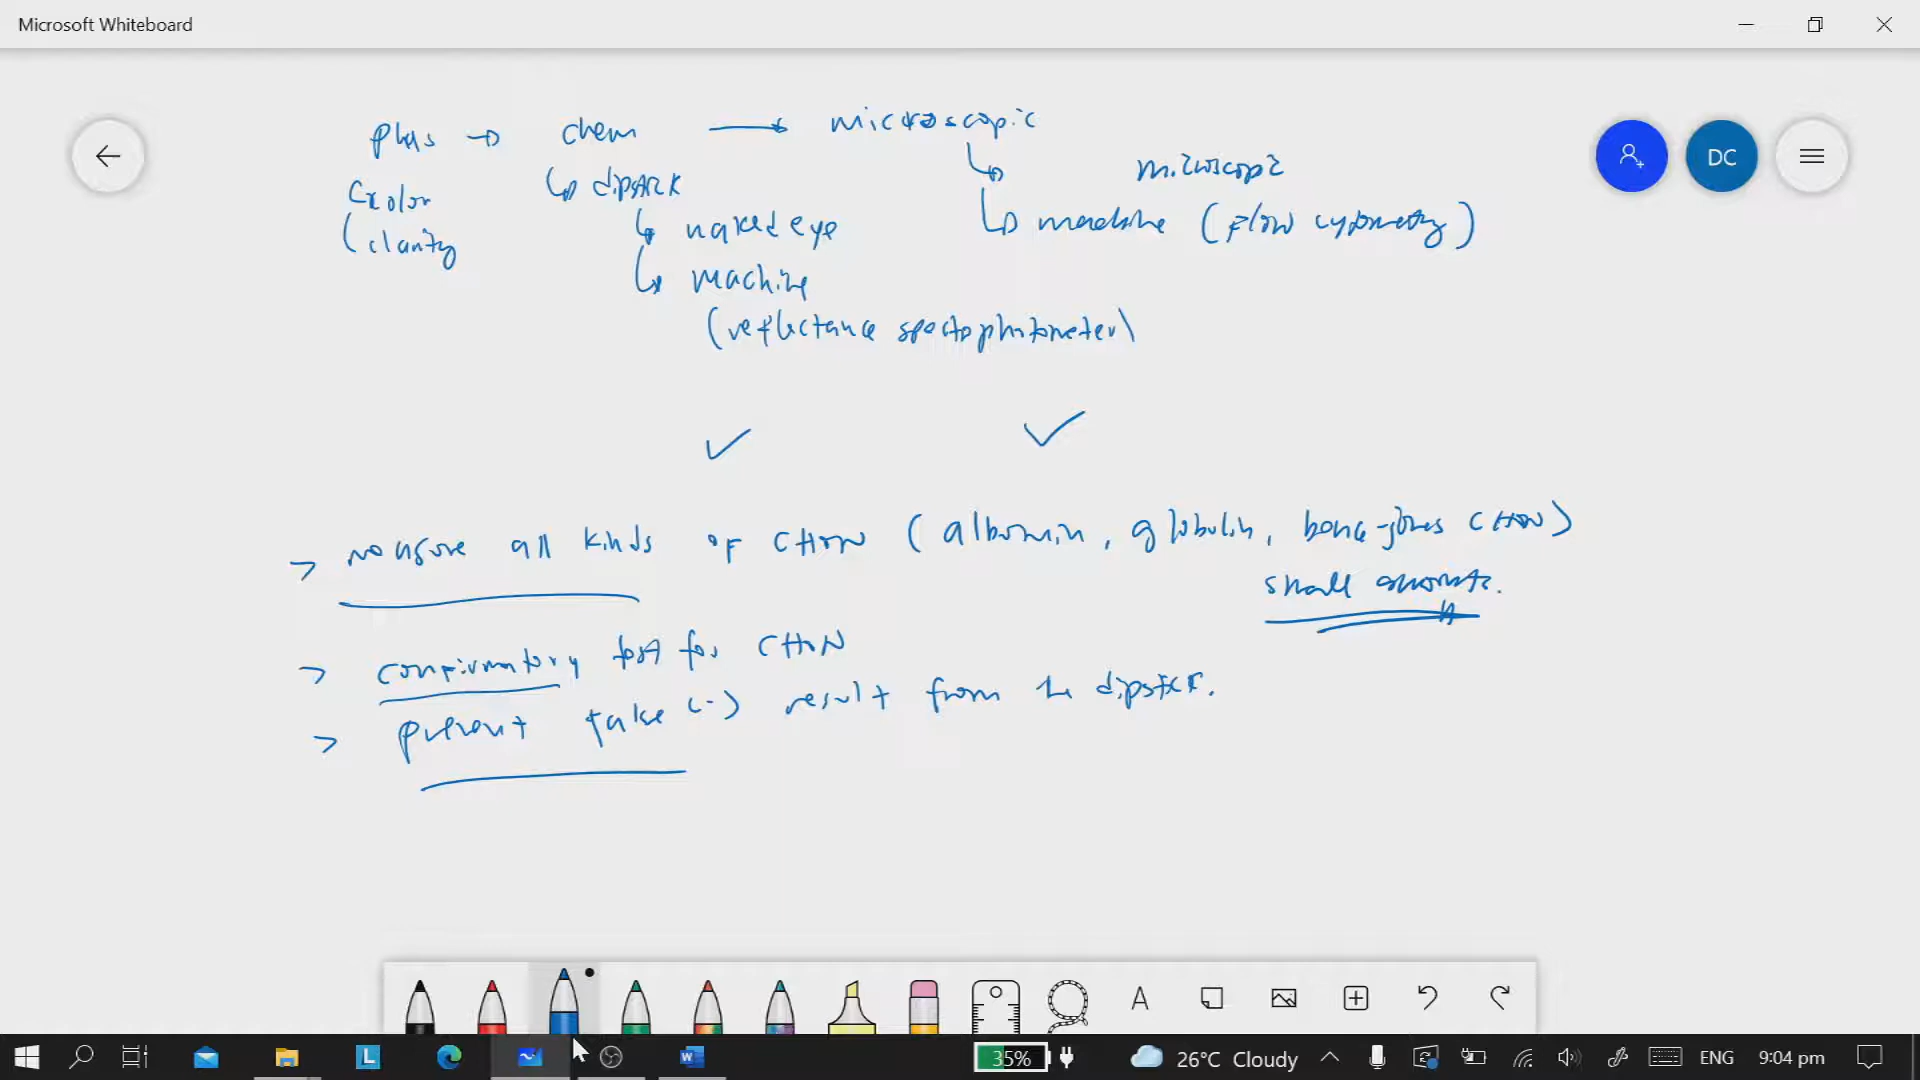 Microsoft Whiteboard
phys → chem → microscopic
color
clarity
dipstick
naked eye
machine
(reflectance spectophotometer)
microscopic
machine (Flow cytometry)
DC
> measure all kinds of CHON (albumin, globulin, bence-jones CHON)
small amounts.
> confirmatory test for CHON
> prevent false (-) result from the dipstick.
A
35%
26°C Cloudy
ENG
9:04 pm